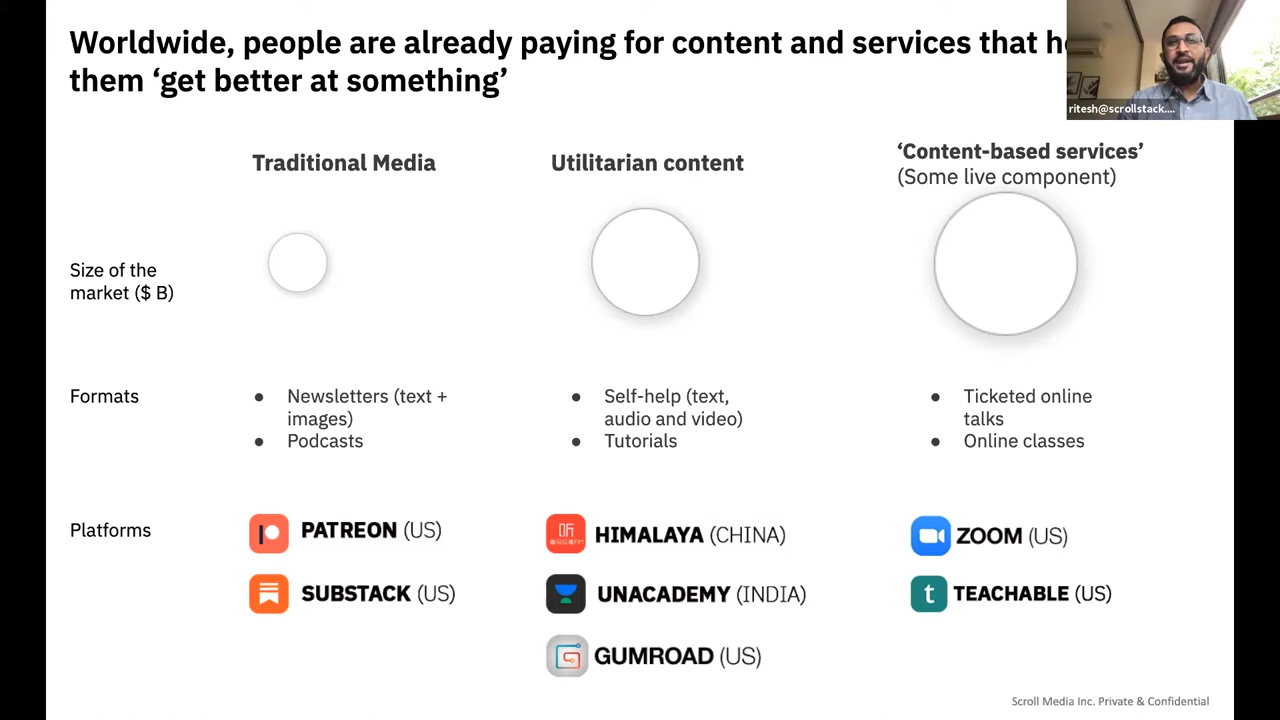 Worldwide, people are already paying for content and services that
them ‘get better at something’
ritesh@scrollstack....
Traditional Media
Utilitarian content
‘Content-based services’
(Some live component)
Size of the
market ($ B)
Formats
● Newsletters (text +
images)
● Podcasts
● Self-help (text,
audio and video)
● Tutorials
● Ticketed online
talks
● Online classes
Platforms
PATREON (US)
SUBSTACK (US)
HIMALAYA (CHINA)
UNACADEMY (INDIA)
GUMROAD (US)
ZOOM (US)
t TEACHABLE (US)
Scroll Media Inc. Private & Confidential